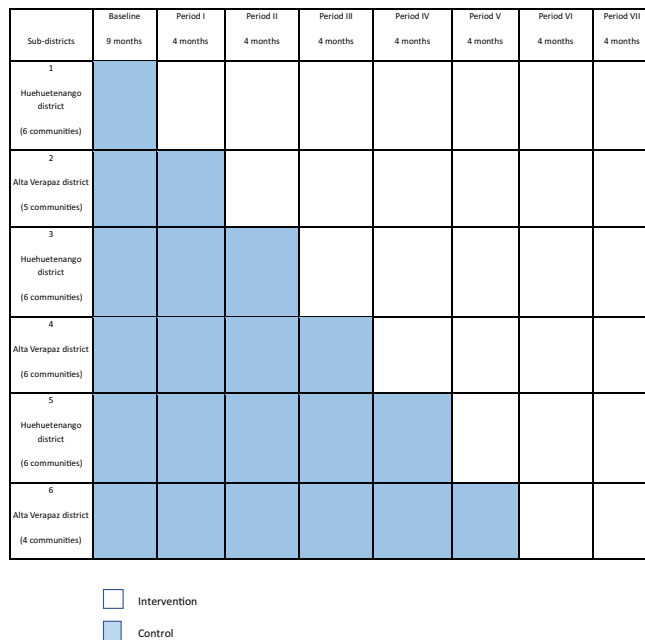 Sub-districts
Baseline
9 months
Period I
4 months
Period II
4 months
Period III
4 months
Period IV
4 months
Period V
4 months
Period VI
4 months
Period VII
4 months
1
Huehuetenango
district
(6 communities)
2
Alta Verapaz district
(5 communities)
3
Huehuetenango
district
(6 communities)
4
Alta Verapaz district
(6 communities)
5
Huehuetenango
district
(6 communities)
6
Alta Verapaz district
(4 communities)
Intervention
Control